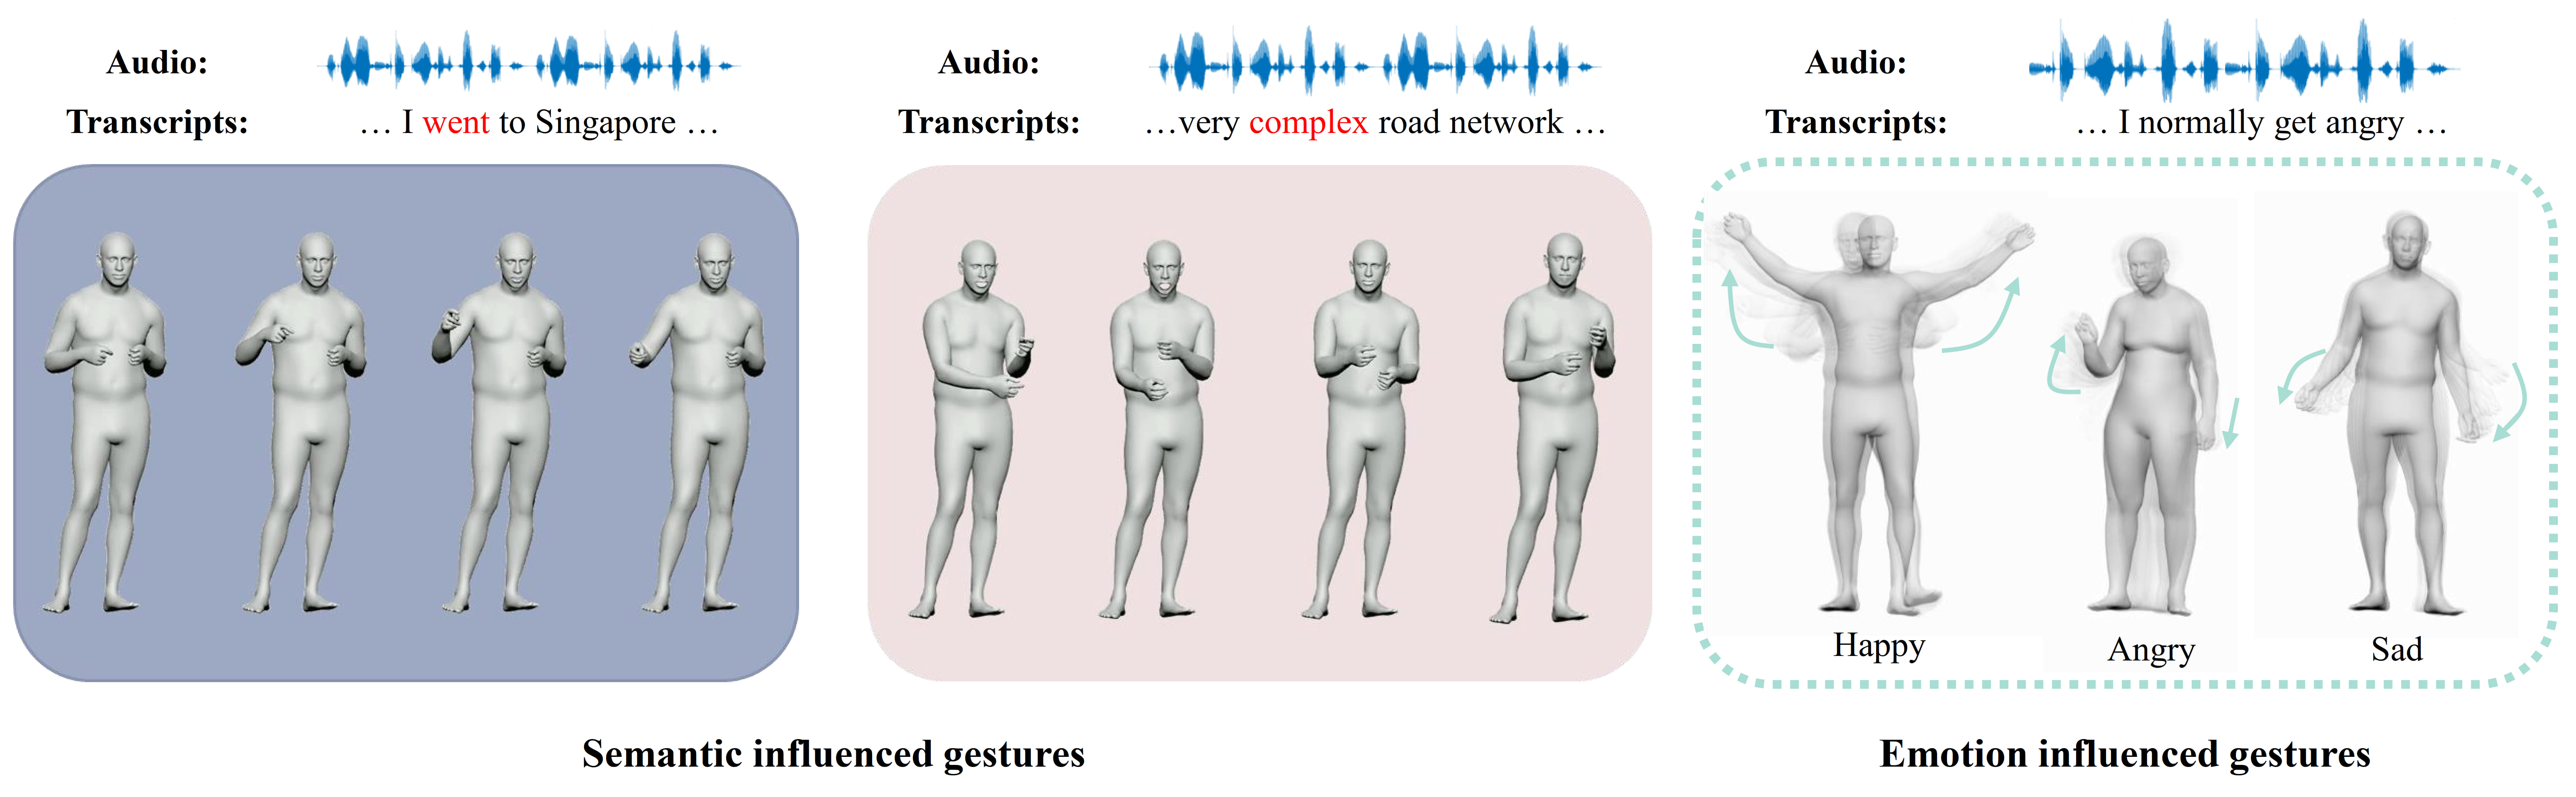 Audio:
Transcripts: … I went to Singapore …
Audio:
Transcripts: …very complex road network …
Audio:
Transcripts: … I normally get angry …
Happy
Angry
Sad
Semantic influenced gestures
Emotion influenced gestures